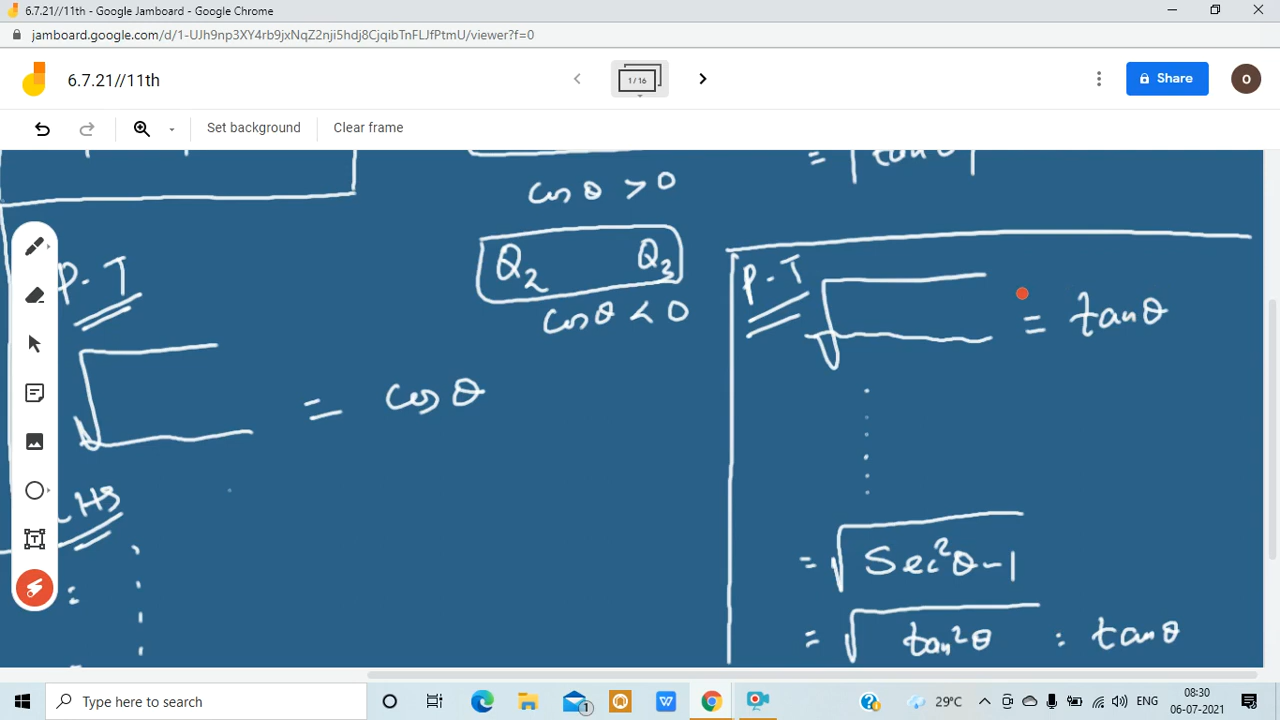 6.7.21//11th - Google Jamboard - Google Chrome
jamboard.google.com/d/1-UJh9np3XY4rb9jxNqZ2nji5hdj8CjqibTnFLJfPtmU/viewer?f=0
6.7.21//11th
1/16
Share
O
Set background
Clear frame
= |tan θ|
cos θ > 0
Q2 Q3
cos θ < 0
P-T
√ = cos θ
LHS
=
P-T
√ = tan θ
= √Sec²θ-1
= √tan²θ : tan θ
Type here to search
1
29°C
ENG
08:30
06-07-2021